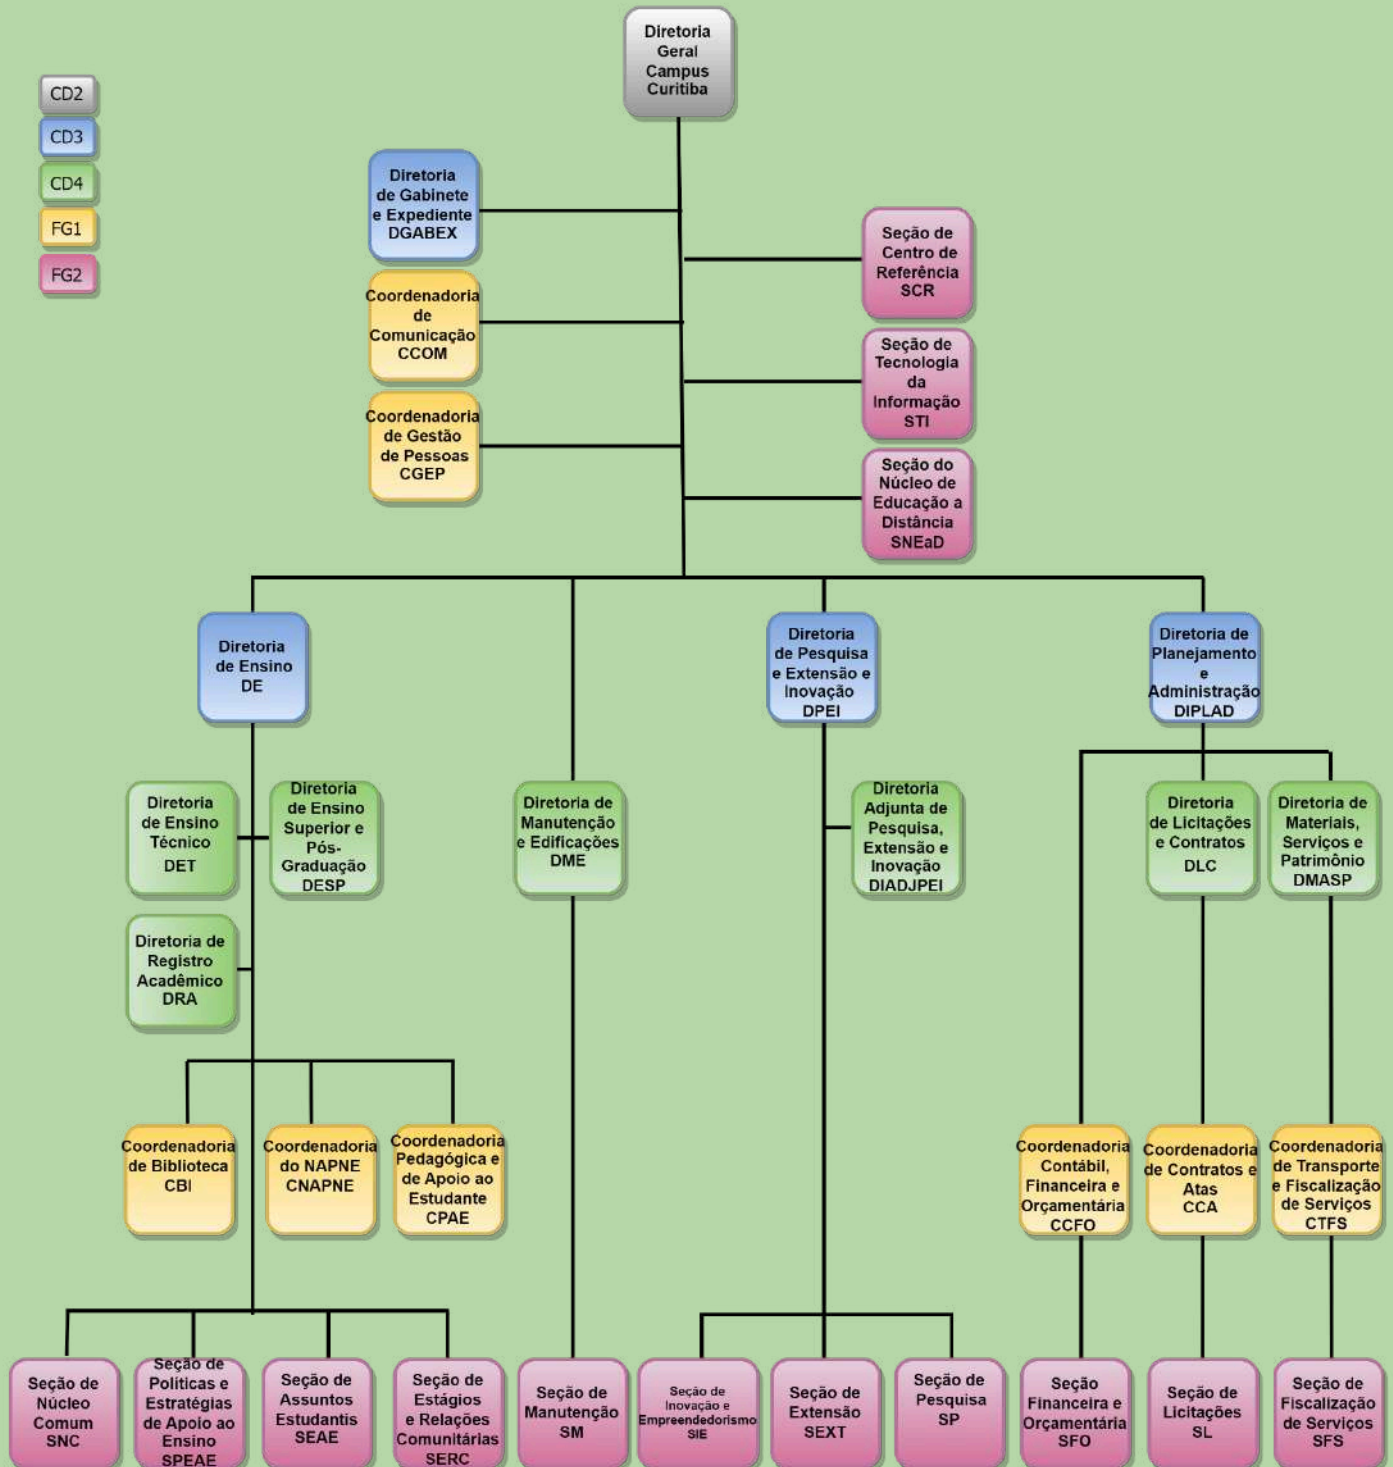 Diretoria
Geral
Campus
Curitiba
CD2
CD3
CD4
FG1
FG2
Diretoria
de Gabinete
e Expediente
DGABEX
Coordenadoria
de
Comunicação
CCOM
Coordenadoria
de Gestão
de Pessoas
CGEP
Seção de
Centro de
Referência
SCR
Seção de
Tecnologia
da
Informação
STI
Seção do
Núcleo de
Educação a
Distância
SNEaD
Diretoria
de Ensino
DE
Diretoria
de Pesquisa
e Extensão e
Inovação
DPEI
Diretoria de
Planejamento
e
Administração
DIPLAD
Diretoria
de Ensino
Técnico
DET
Diretoria
de Ensino
Superior e
Pós-
Graduação
DESP
Diretoria de
Manutenção
e Edificações
DME
Diretoria
Adjunta de
Pesquisa,
Extensão e
Inovação
DIADJPEI
Diretoria
de Licitações
e Contratos
DLC
Diretoria de
Materiais,
Serviços e
Patrimônio
DMASP
Diretoria de
Registro
Acadêmico
DRA
Coordenadoria
de Biblioteca
CBI
Coordenadoria
do NAPNE
CNAPNE
Coordenadoria
Pedagógica e
de Apoio ao
Estudante
CPAE
Coordenadoria
Contábil,
Financeira e
Orçamentária
CCFO
Coordenadoria
de Contratos e
Atas
CCA
Coordenadoria
de Transporte
e Fiscalização
de Serviços
CTFS
Seção de
Núcleo
Comum
SNC
Seção de
Políticas e
Estratégias
de Apoio ao
Ensino
SPEAE
Seção de
Assuntos
Estudantis
SEAE
Seção de
Estágios
e Relações
Comunitárias
SERC
Seção de
Manutenção
SM
Seção de
Inovação e
Empreendedorismo
SIE
Seção de
Extensão
SEXT
Seção de
Pesquisa
SP
Seção
Financeira e
Orçamentária
SFO
Seção de
Licitações
SL
Seção de
Fiscalização
de Serviços
SFS